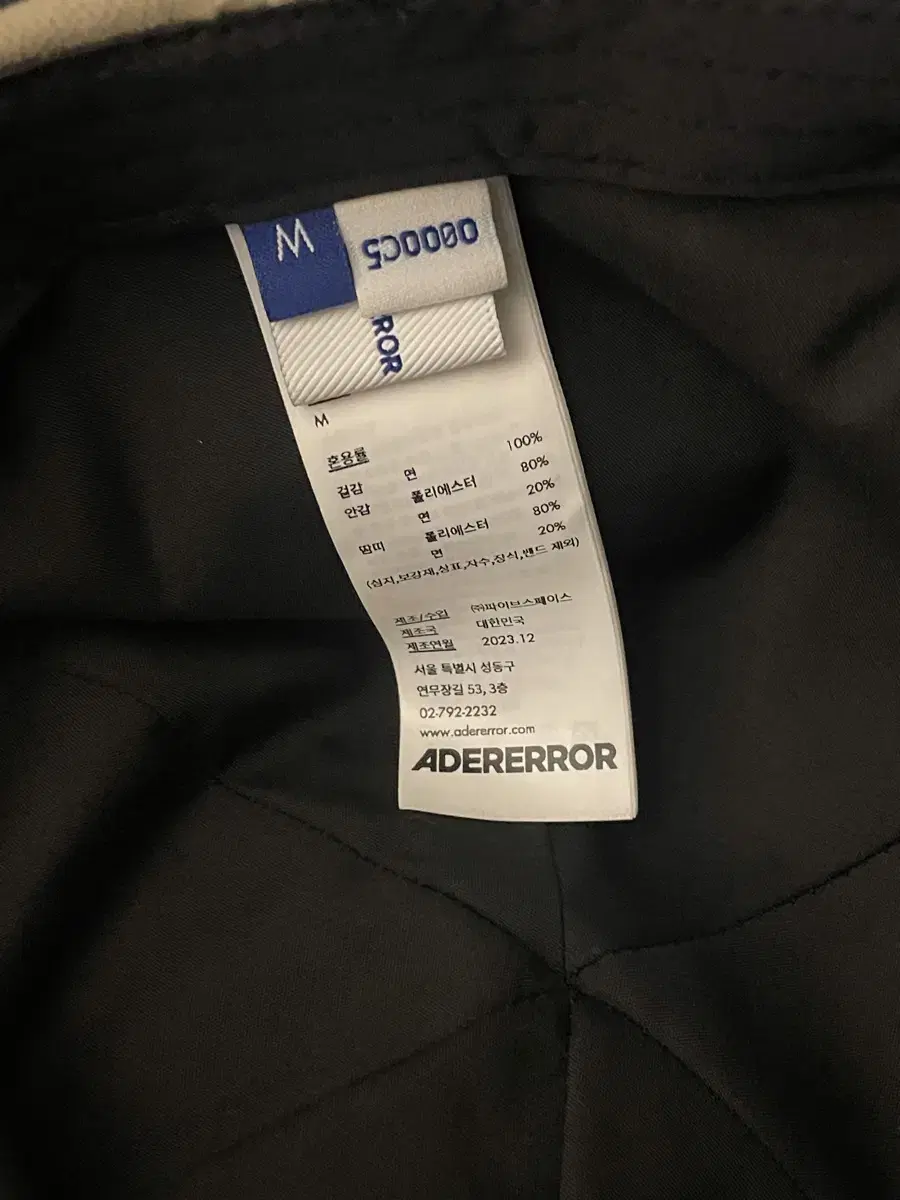 M
0000C5
ROR
M
혼용률
겉감 면 100%
안감 폴리에스터 80%
면 20%
땀띠 폴리에스터 80%
면 20%
(심지,보강재,상표,자수,장식,밴드 제외)
제조/수입 ㈜파이브스페이스
제조국 대한민국
제조연월 2023.12
서울 특별시 성동구
연무장길 53, 3층
02-792-2232
www.adererror.com
ADERERROR